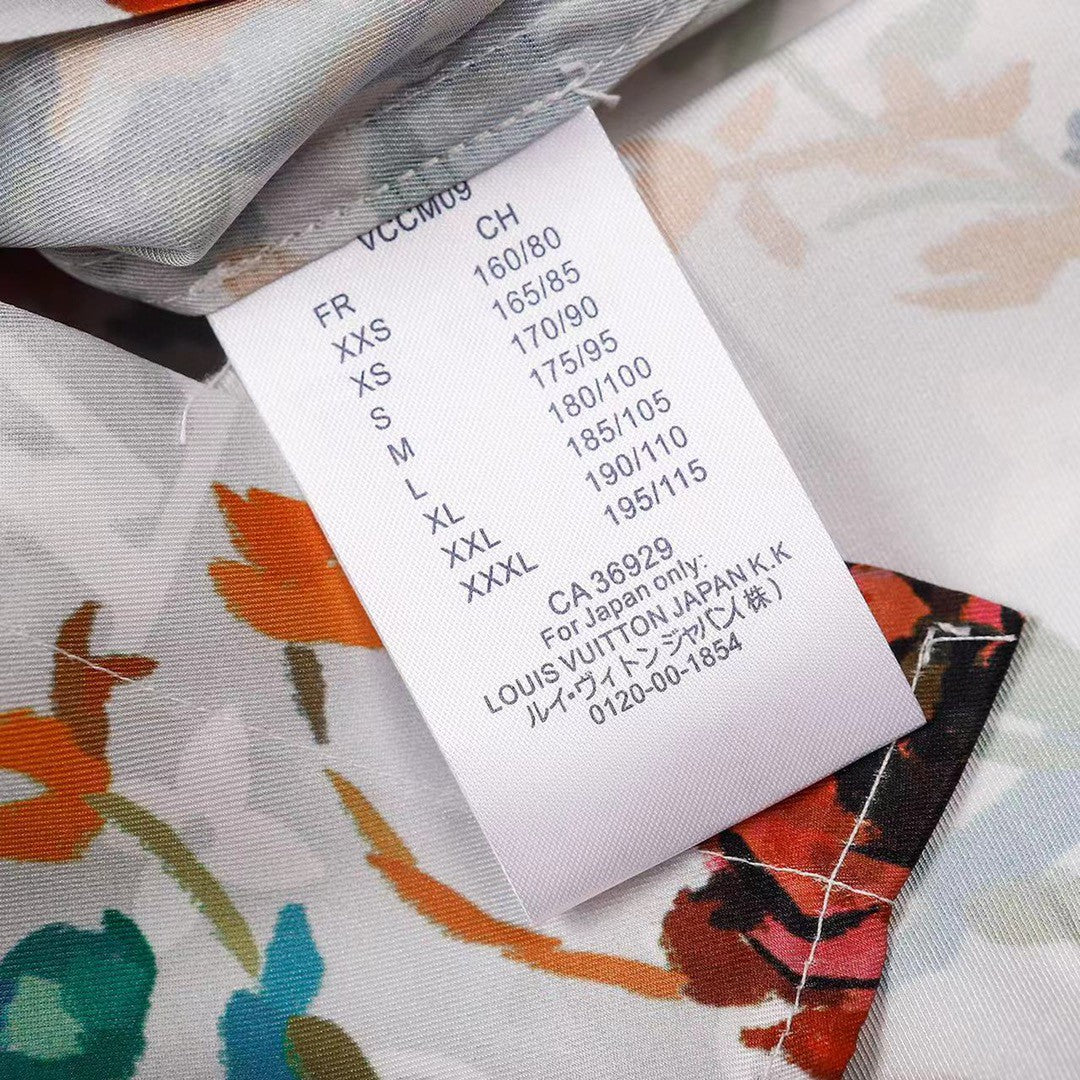 VCCM09
FR CH
XXS 160/80
XS 165/85
S 170/90
M 175/95
L 180/100
XL 185/105
XXL 190/110
XXXL 195/115
CA 36929
For Japan only:
LOUIS VUITTON JAPAN K.K
ルイ・ヴィトンジャパン(株)
0120-00-1854